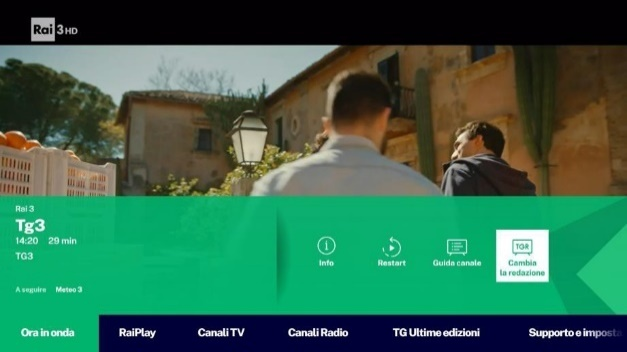 Rai 3 HD
Rai 3
Tg3
14:20 29 min
TG3
A seguire Meteo 3
Info
Restart
Guida canale
TGR
Cambia
la redazione
Ora in onda
RaiPlay
Canali TV
Canali Radio
TG Ultime edizioni
Supporto e imposta